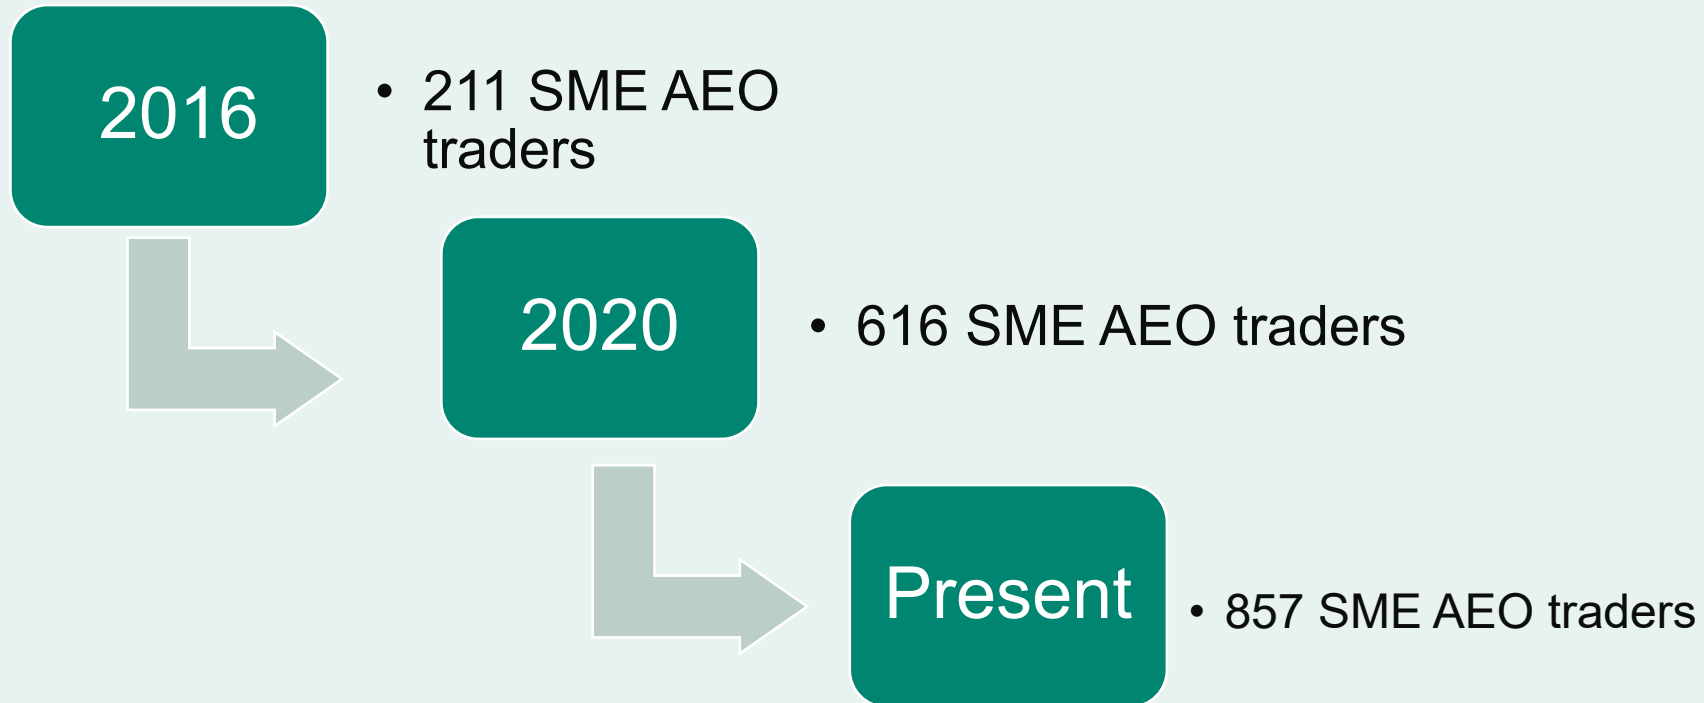 2016
• 211 SME AEO
traders
2020
• 616 SME AEO traders
Present
• 857 SME AEO traders